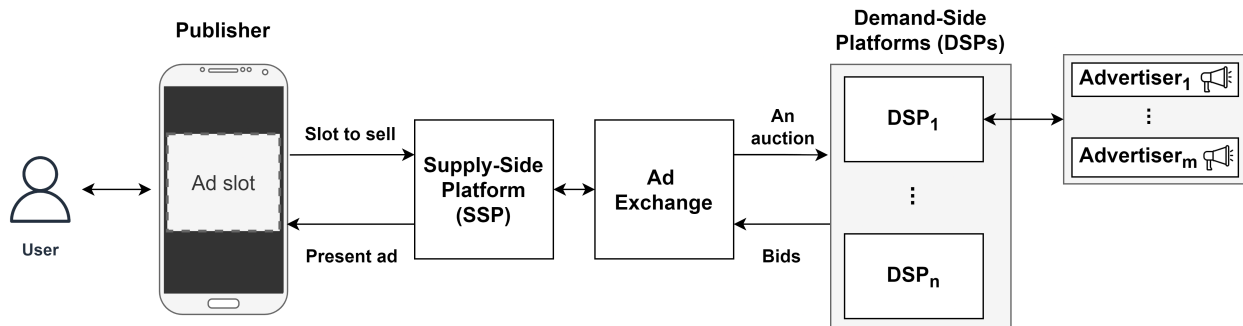 Publisher
Ad slot
User
Slot to sell
Present ad
Supply-Side
Platform
(SSP)
Ad
Exchange
An
auction
Bids
Demand-Side
Platforms (DSPs)
DSP1
⋮
DSPn
Advertiser1
⋮
Advertiserm